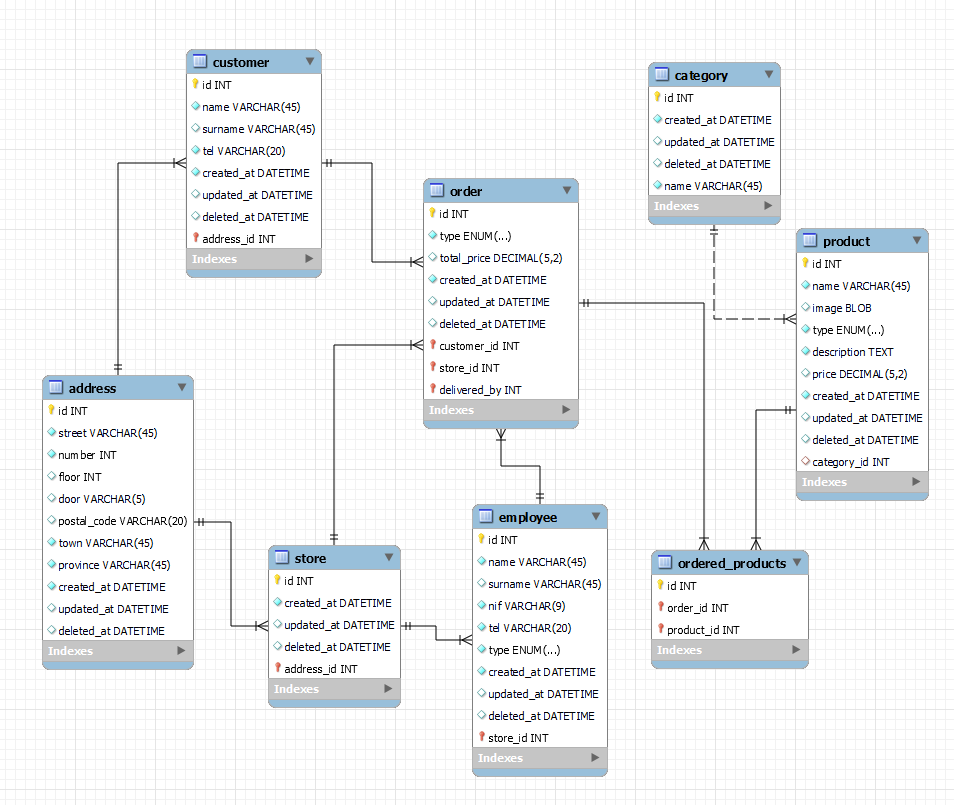 customer
id INT
name VARCHAR(45)
surname VARCHAR(45)
tel VARCHAR(20)
created_at DATETIME
updated_at DATETIME
deleted_at DATETIME
address_id INT
Indexes
category
id INT
created_at DATETIME
updated_at DATETIME
deleted_at DATETIME
name VARCHAR(45)
Indexes
order
id INT
type ENUM(...)
total_price DECIMAL(5,2)
created_at DATETIME
updated_at DATETIME
deleted_at DATETIME
customer_id INT
store_id INT
delivered_by INT
Indexes
product
id INT
name VARCHAR(45)
image BLOB
type ENUM(...)
description TEXT
price DECIMAL(5,2)
created_at DATETIME
updated_at DATETIME
deleted_at DATETIME
category_id INT
Indexes
address
id INT
street VARCHAR(45)
number INT
floor INT
door VARCHAR(5)
postal_code VARCHAR(20)
town VARCHAR(45)
province VARCHAR(45)
created_at DATETIME
updated_at DATETIME
deleted_at DATETIME
Indexes
store
id INT
created_at DATETIME
updated_at DATETIME
deleted_at DATETIME
address_id INT
Indexes
employee
id INT
name VARCHAR(45)
surname VARCHAR(45)
nif VARCHAR(9)
tel VARCHAR(20)
type ENUM(...)
created_at DATETIME
updated_at DATETIME
deleted_at DATETIME
store_id INT
Indexes
ordered_products
id INT
order_id INT
product_id INT
Indexes